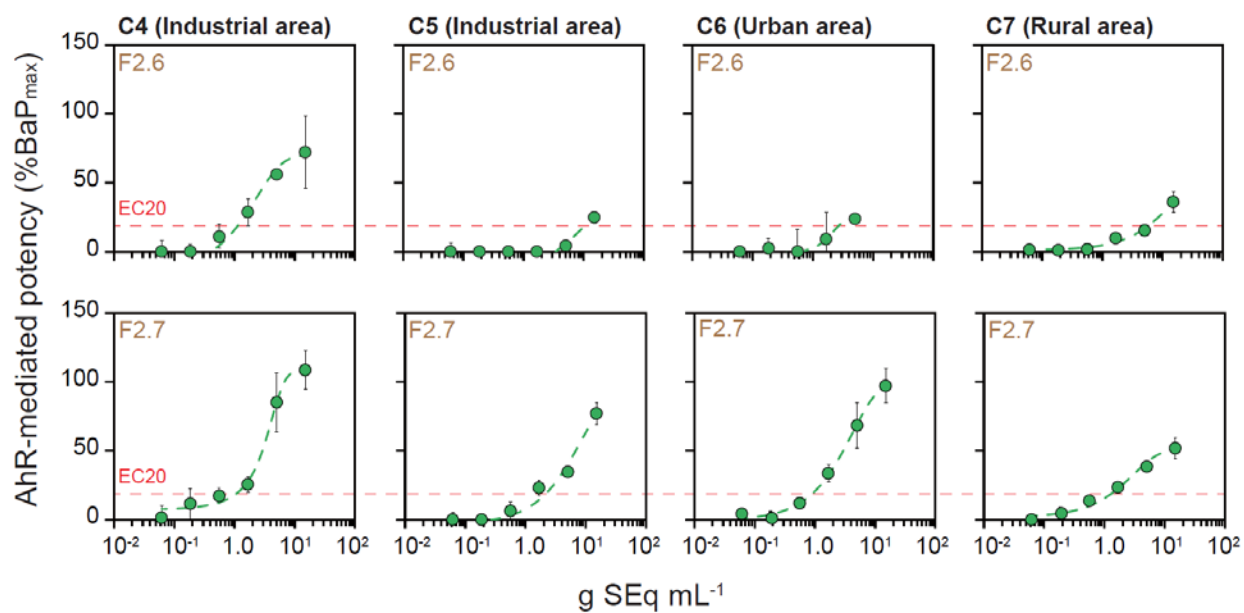 C4 (Industrial area) C5 (Industrial area) C6 (Urban area) C7 (Rural area)
AhR-mediated potency (%BaPmax)
150 F2.6 F2.6 F2.6 F2.6
100
50
EC20
0
150 F2.7 F2.7 F2.7 F2.7
100
50
EC20
0
10-2 10-1 1.0 101 102 10-2 10-1 1.0 101 102 10-2 10-1 1.0 101 102 10-2 10-1 1.0 101 102
g SEq mL-1